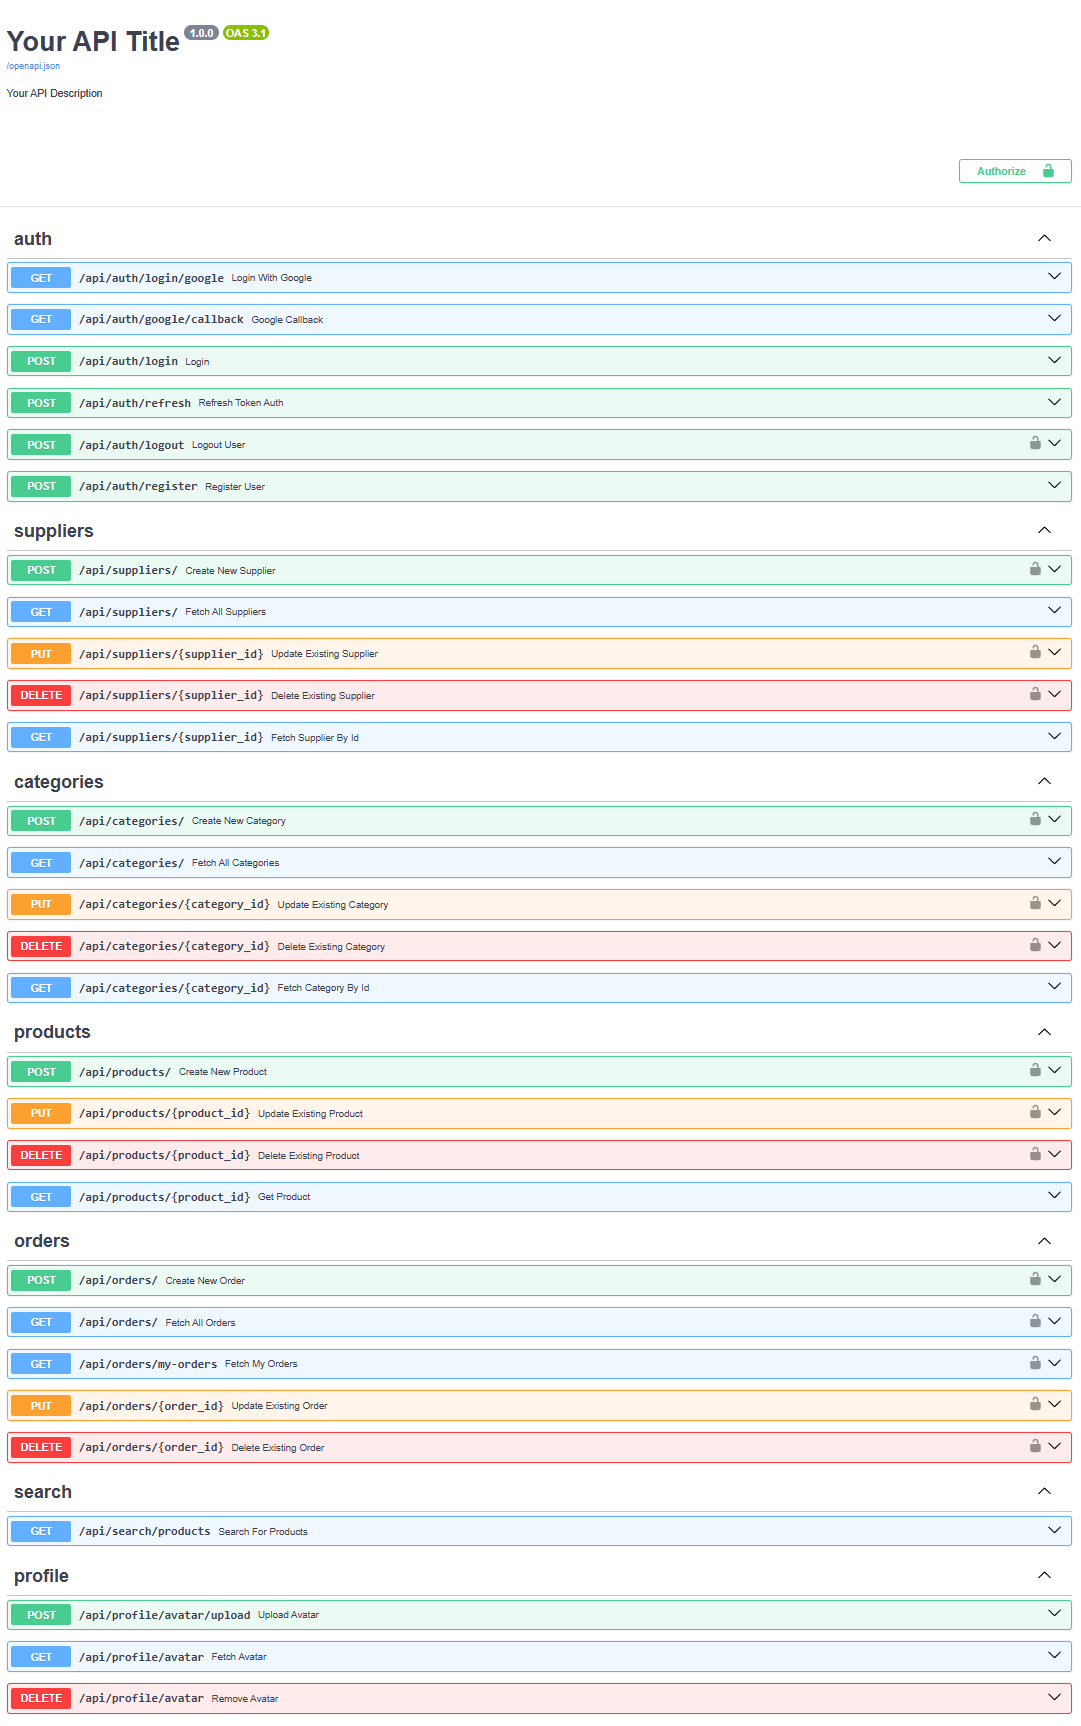 Your API Title 1.0.0 OAS 3.1
/openapi.json
Your API Description
Authorize
auth
GET /api/auth/login/google Login With Google
GET /api/auth/google/callback Google Callback
POST /api/auth/login Login
POST /api/auth/refresh Refresh Token Auth
POST /api/auth/logout Logout User
POST /api/auth/register Register User
suppliers
POST /api/suppliers/ Create New Supplier
GET /api/suppliers/ Fetch All Suppliers
PUT /api/suppliers/{supplier_id} Update Existing Supplier
DELETE /api/suppliers/{supplier_id} Delete Existing Supplier
GET /api/suppliers/{supplier_id} Fetch Supplier By Id
categories
POST /api/categories/ Create New Category
GET /api/categories/ Fetch All Categories
PUT /api/categories/{category_id} Update Existing Category
DELETE /api/categories/{category_id} Delete Existing Category
GET /api/categories/{category_id} Fetch Category By Id
products
POST /api/products/ Create New Product
PUT /api/products/{product_id} Update Existing Product
DELETE /api/products/{product_id} Delete Existing Product
GET /api/products/{product_id} Get Product
orders
POST /api/orders/ Create New Order
GET /api/orders/ Fetch All Orders
GET /api/orders/my-orders Fetch My Orders
PUT /api/orders/{order_id} Update Existing Order
DELETE /api/orders/{order_id} Delete Existing Order
search
GET /api/search/products Search For Products
profile
POST /api/profile/avatar/upload Upload Avatar
GET /api/profile/avatar Fetch Avatar
DELETE /api/profile/avatar Remove Avatar